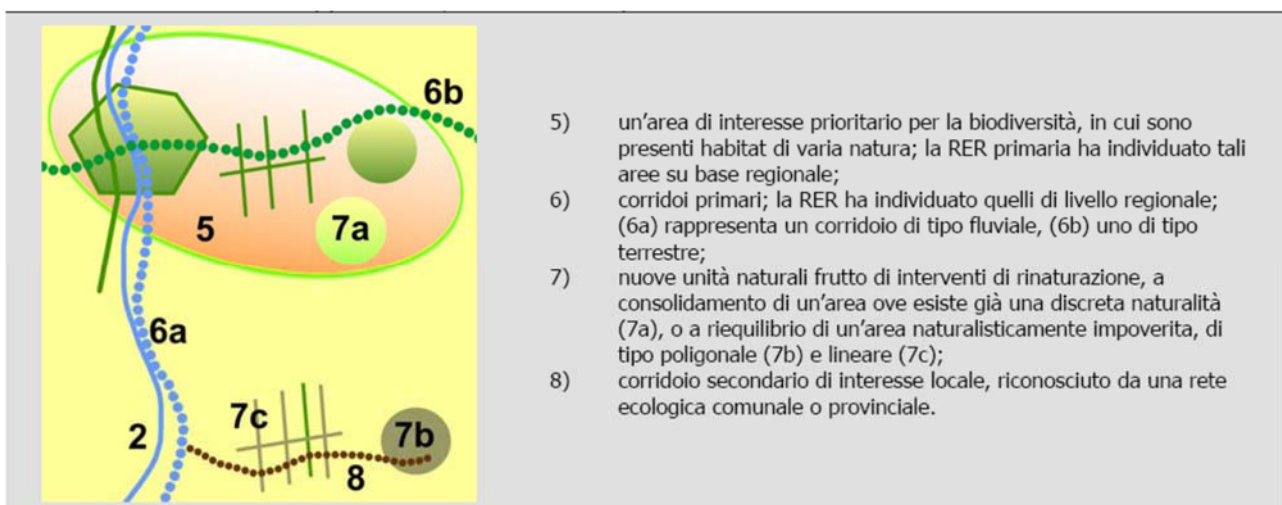 6b
5
7a
6a
7c
2
7b
8
5) un'area di interesse prioritario per la biodiversità, in cui sono
presenti habitat di varia natura; la RER primaria ha individuato tali
aree su base regionale;
6) corridoi primari; la RER ha individuato quelli di livello regionale;
(6a) rappresenta un corridoio di tipo fluviale, (6b) uno di tipo
terrestre;
7) nuove unità naturali frutto di interventi di rinaturazione, a
consolidamento di un'area ove esiste già una discreta naturalità
(7a), o a riequilibrio di un'area naturalisticamente impoverita, di
tipo poligonale (7b) e lineare (7c);
8) corridoio secondario di interesse locale, riconosciuto da una rete
ecologica comunale o provinciale.